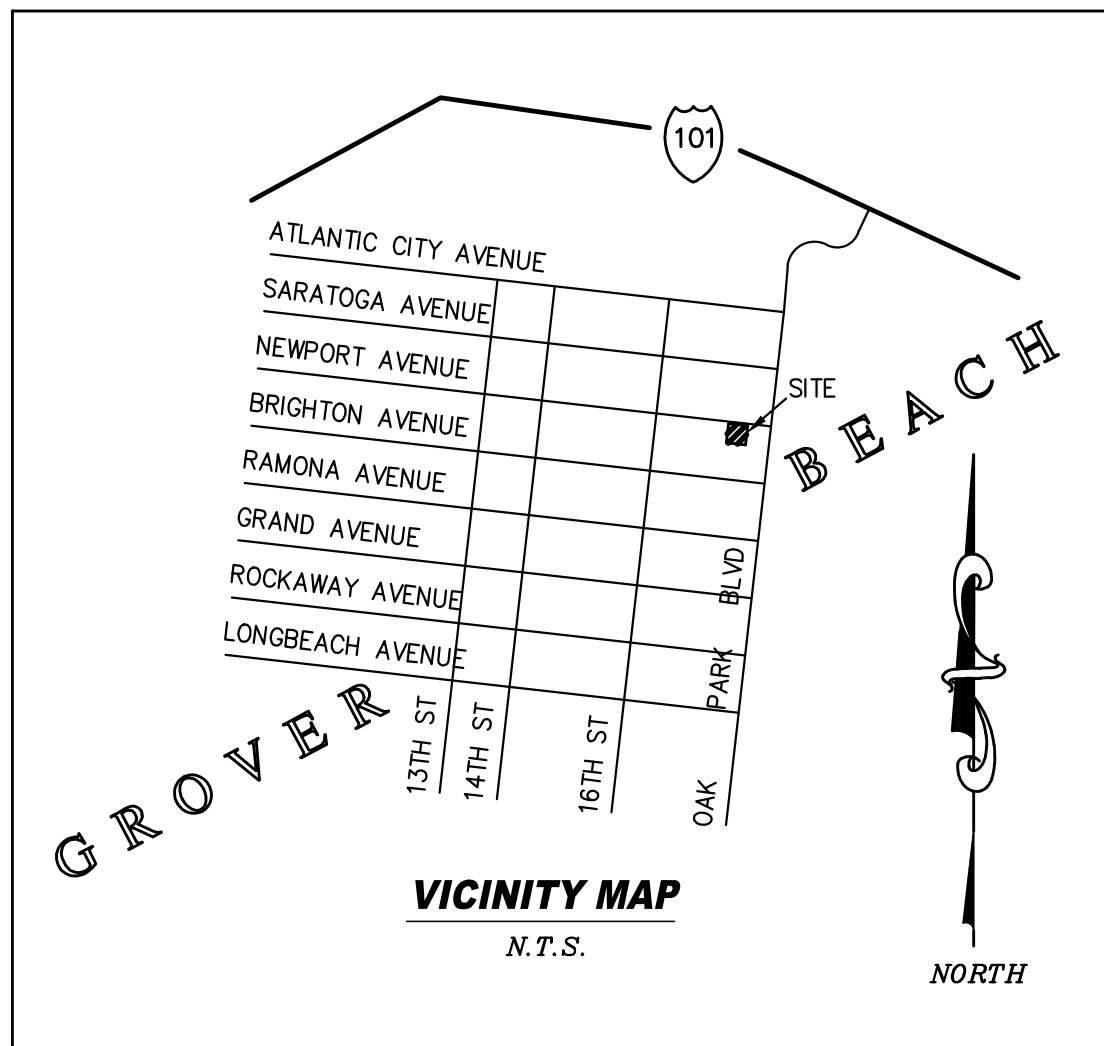 101
ATLANTIC CITY AVENUE
SARATOGA AVENUE
NEWPORT AVENUE
BRIGHTON AVENUE
RAMONA AVENUE
GRAND AVENUE
ROCKAWAY AVENUE
LONGBEACH AVENUE
SITE
GROVER BEACH
13TH ST
14TH ST
16TH ST
OAK PARK BLVD
VICINITY MAP
N.T.S.
NORTH